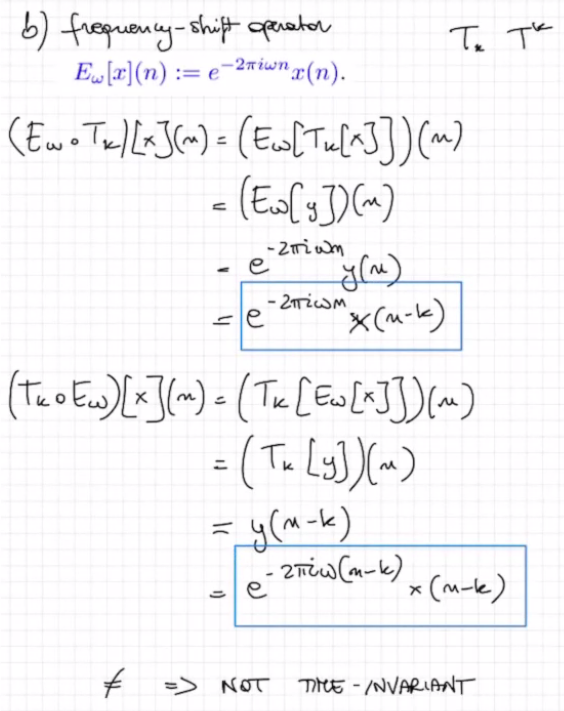 b) frequency-shift operator T_k T^k
E_ω[x](n) := e^{-2πiωn}x(n).
(E_ω ∘ T_k)[x](n) = (E_ω[T_k[x]])(n)
= (E_ω[y])(n)
= e^{-2πiωn} y(n)
= e^{-2πiωn} x(n-k)
(T_k ∘ E_ω)[x](n) = (T_k[E_ω[x]])(n)
= (T_k[y])(n)
= y(n-k)
= e^{-2πiω(n-k)} x(n-k)
≠ => NOT TIME-INVARIANT